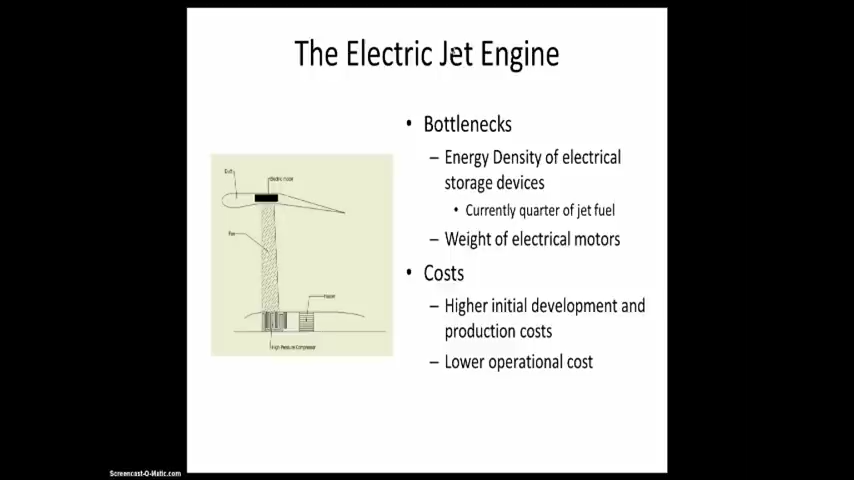 The Electric Jet Engine
• Bottlenecks
– Energy Density of electrical
storage devices
• Currently quarter of jet fuel
– Weight of electrical motors
• Costs
– Higher initial development and
production costs
– Lower operational cost
Electric motor
Fan
High Pressure Compressor
Screencast-O-Matic.com